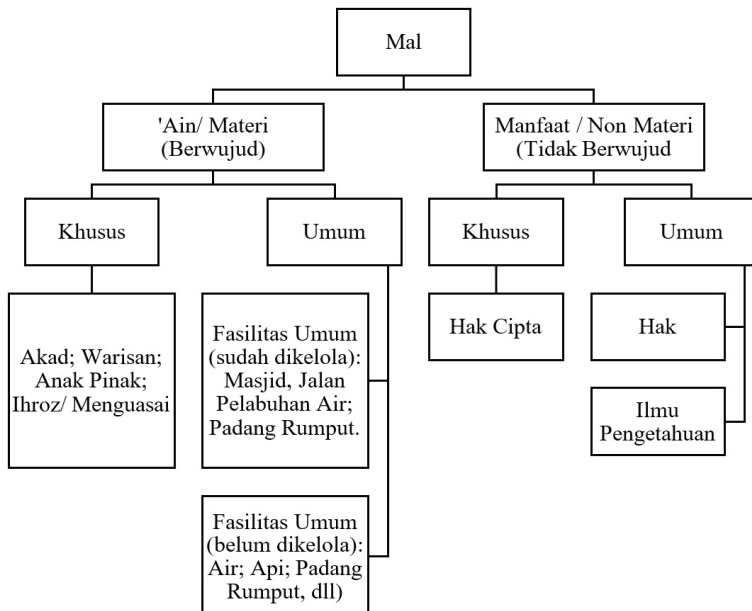 Mal
'Ain/ Materi
(Berwujud)
Manfaat / Non Materi
(Tidak Berwujud
Khusus
Umum
Khusus
Umum
Akad; Warisan;
Anak Pinak;
Ihroz/ Menguasai
Fasilitas Umum
(sudah dikelola):
Masjid, Jalan
Pelabuhan Air;
Padang Rumput.
Hak Cipta
Hak
Ilmu
Pengetahuan
Fasilitas Umum
(belum dikelola):
Air; Api; Padang
Rumput, dll)